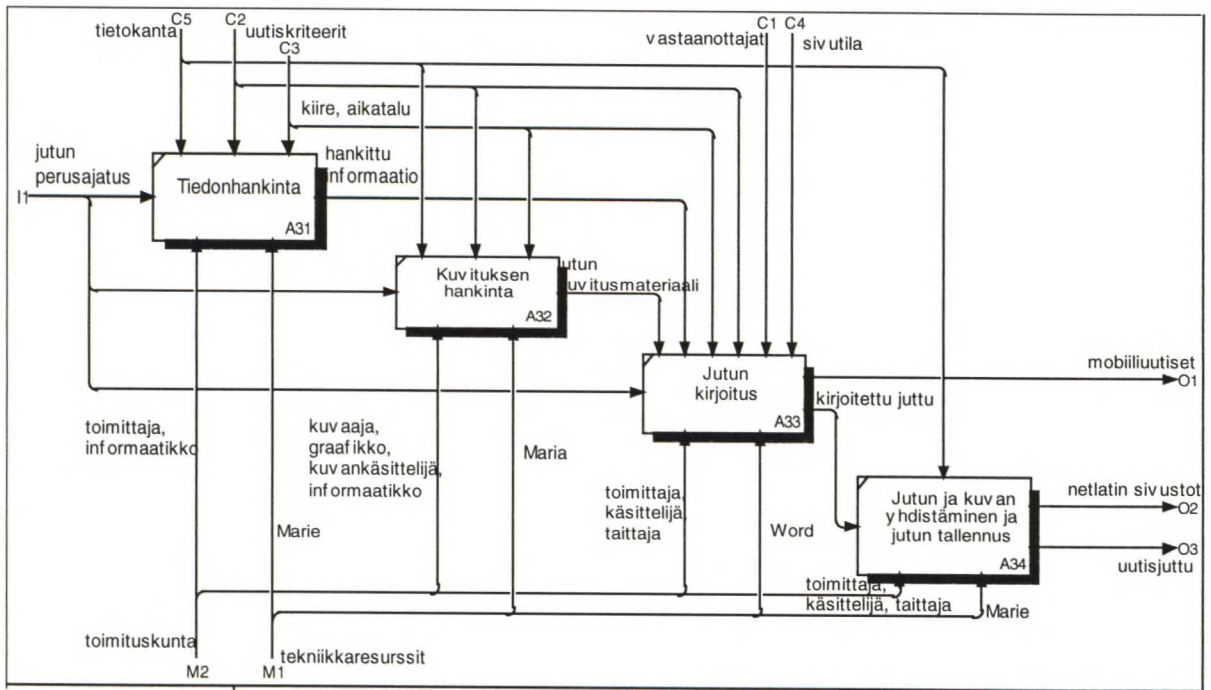 C5
C2
C1 C4
tietokanta
uutiskriteerit
C3
vastaanottajat
sivutila
kiire, aikatalu
jutun
perusajatus
hankittu
informaatio
I1
Tiedonhankinta
A31
Kuvituksen
hankinta
A32
utun
uvitusmateriaali
Jutun
kirjoitus
A33
mobiiliuutiset
O1
kirjoitettu juttu
toimittaja,
informaatikko
kuvaaja,
graafikko,
kuvankäsittelijä,
informaatikko
Maria
toimittaja,
käsittelijä,
taittaja
Marie
Word
Jutun ja kuvan
yhdistäminen ja
jutun tallennus
A34
netlatin sivustot
O2
O3
uutisjuttu
toimittaja,
käsittelijä, taittaja
Marie
toimituskunta
tekniikkaresurssit
M2
M1